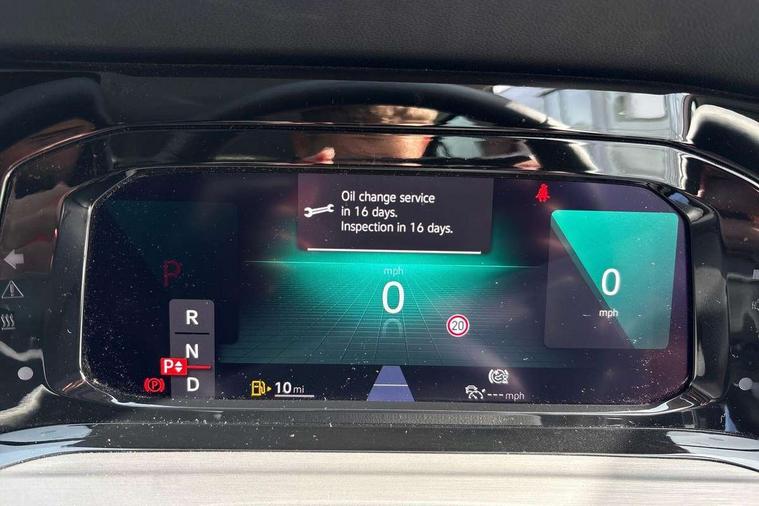 Oil change service
in 16 days.
Inspection in 16 days.
mph
0
0
mph
20
P
R
N
P
D
P
10 mi
--- mph